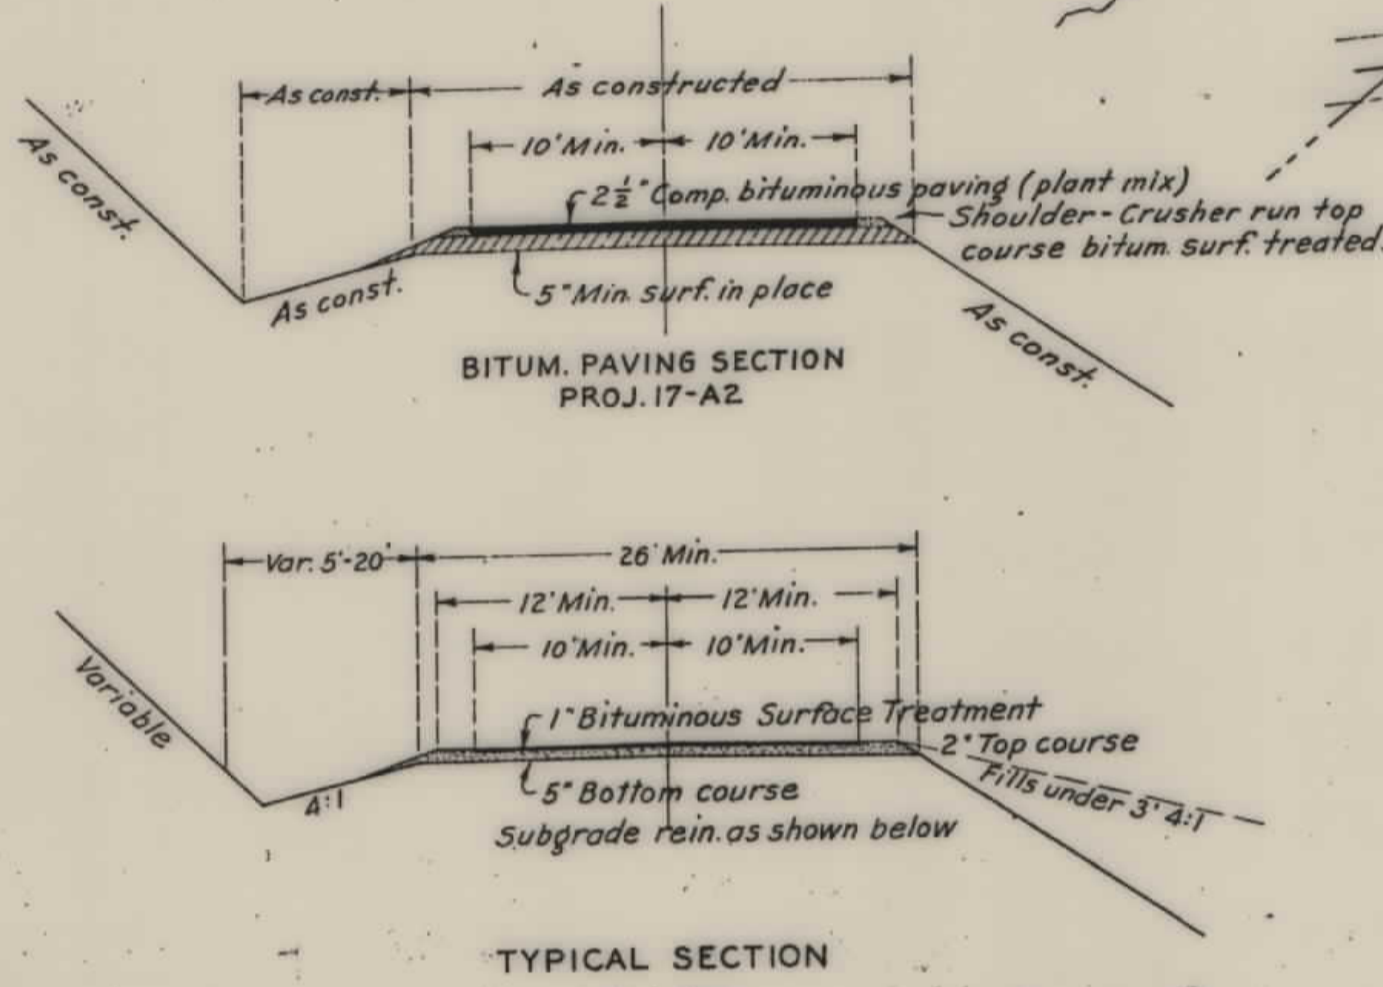 As const.
As constructed
10' Min.
10' Min.
2 1/2" Comp. bituminous paving (plant mix)
Shoulder - Crusher run top
course bitum. surf. treated.
As const.
As const.
5" Min. surf. in place
As const.
BITUM. PAVING SECTION
PROJ. 17-A2
Var. 5'-20'
26' Min.
12' Min.
12' Min.
10' Min.
10' Min.
Variable
1" Bituminous Surface Treatment
2" Top course
Fills under 3' 4:1
4:1
5" Bottom course
Subgrade rein. as shown below
TYPICAL SECTION